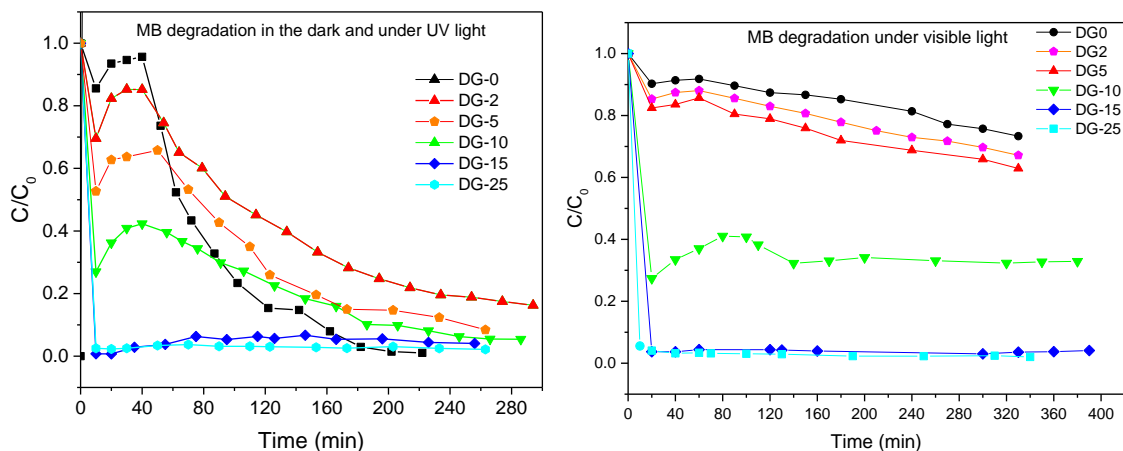 MB degradation in the dark and under UV light
DG-0
DG-2
DG-5
DG-10
DG-15
DG-25
C/C0
1.0
0.8
0.6
0.4
0.2
0.0
0 40 80 120 160 200 240 280
Time (min)
MB degradation under visible light
DG0
DG2
DG5
DG-10
DG-15
DG-25
C/C0
1.0
0.8
0.6
0.4
0.2
0.0
0 40 80 120 160 200 240 280 320 360 400
Time (min)